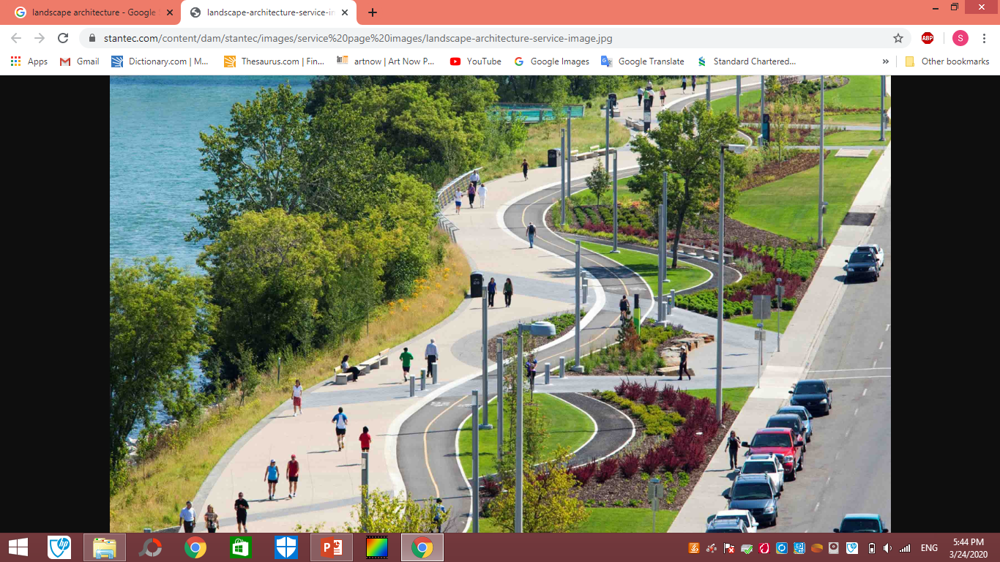 landscape architecture - Google
landscape-architecture-service-in
stantec.com/content/dam/stantec/images/service%20page%20images/landscape-architecture-service-image.jpg
ABP
S
Apps
Gmail
Dictionary.com | M...
Thesaurus.com | Fin...
artnow | Art Now P...
YouTube
Google Images
Google Translate
Standard Chartered...
»
Other bookmarks
ENG
5:44 PM
3/24/2020